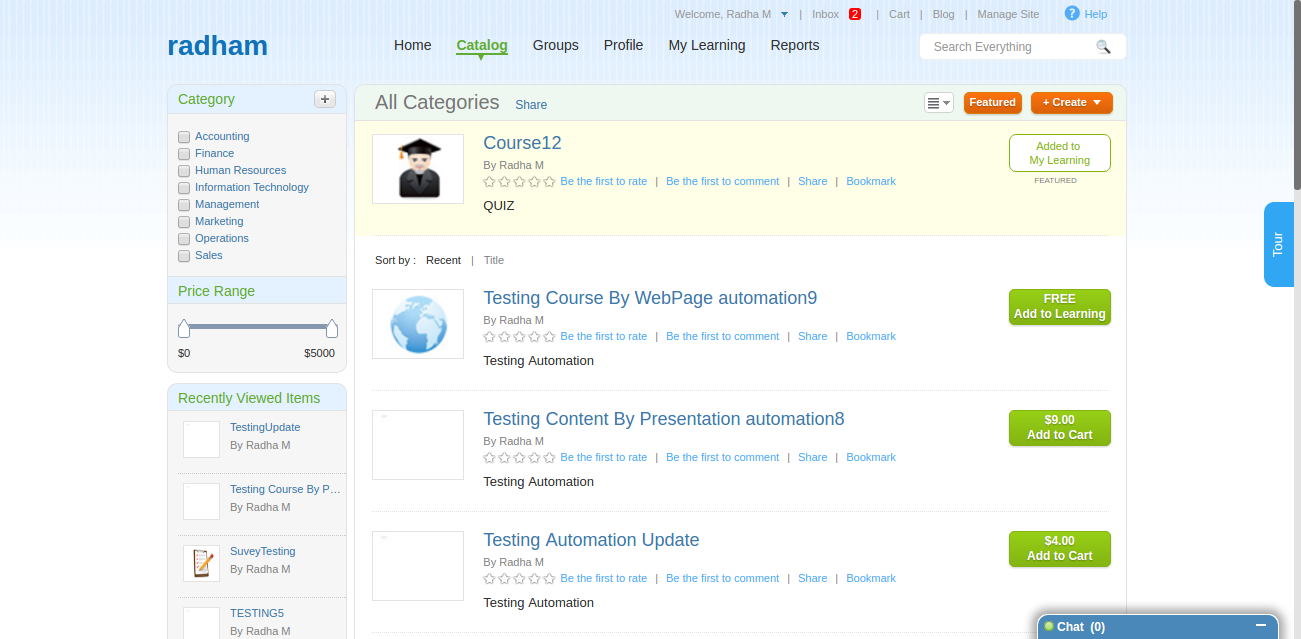 Welcome, Radha M | Inbox 2 | Cart | Blog | Manage Site ? Help
radham
Home Catalog Groups Profile My Learning Reports
Search Everything
Category +
Accounting
Finance
Human Resources
Information Technology
Management
Marketing
Operations
Sales
Price Range
$0 $5000
Recently Viewed Items
TestingUpdate
By Radha M
Testing Course By P...
By Radha M
SuveyTesting
By Radha M
TESTING5
By Radha M
All Categories Share
Featured + Create
Course12
By Radha M
Be the first to rate | Be the first to comment | Share | Bookmark
QUIZ
Added to
My Learning
FEATURED
Sort by : Recent | Title
Testing Course By WebPage automation9
By Radha M
Be the first to rate | Be the first to comment | Share | Bookmark
Testing Automation
FREE
Add to Learning
Testing Content By Presentation automation8
By Radha M
Be the first to rate | Be the first to comment | Share | Bookmark
Testing Automation
$9.00
Add to Cart
Testing Automation Update
By Radha M
Be the first to rate | Be the first to comment | Share | Bookmark
Testing Automation
$4.00
Add to Cart
Tour
Chat (0)